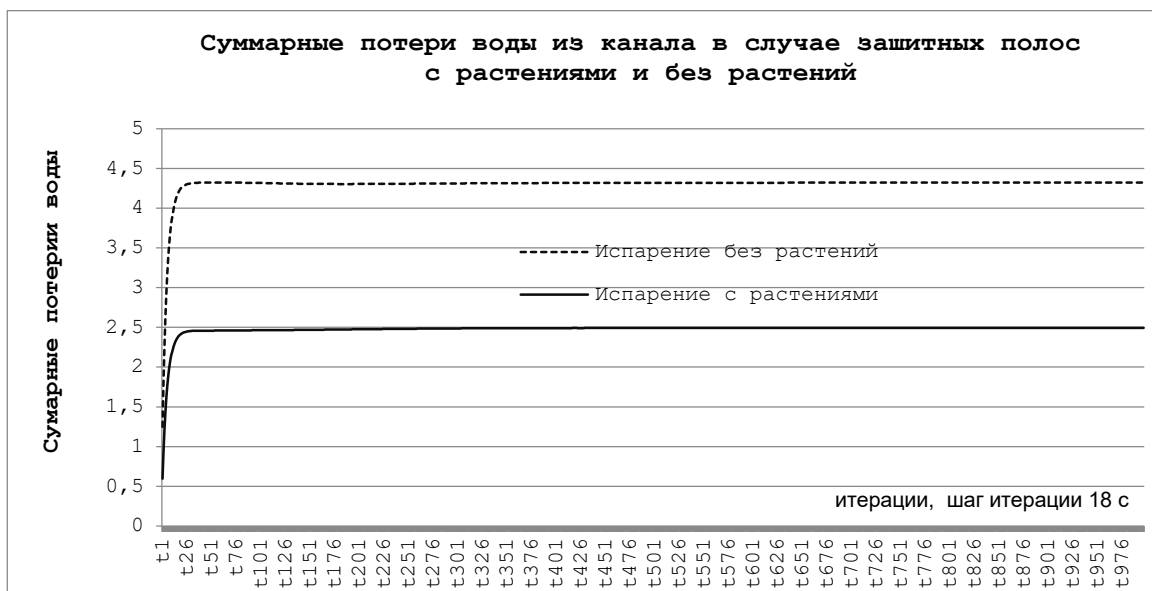 Суммарные потери воды из канала в случае зашитных полос
с растениями и без растений
Сумарные потерии воды
5
4,5
4
3,5
3
2,5
2
1,5
1
0,5
0
Испарение без растений
Испарение с растениями
итерации, шаг итерации 18 с
t1
t26
t51
t76
t101
t126
t151
t176
t201
t226
t251
t276
t301
t326
t351
t376
t401
t426
t451
t476
t501
t526
t551
t576
t601
t626
t651
t676
t701
t726
t751
t776
t801
t826
t851
t876
t901
t926
t951
t976